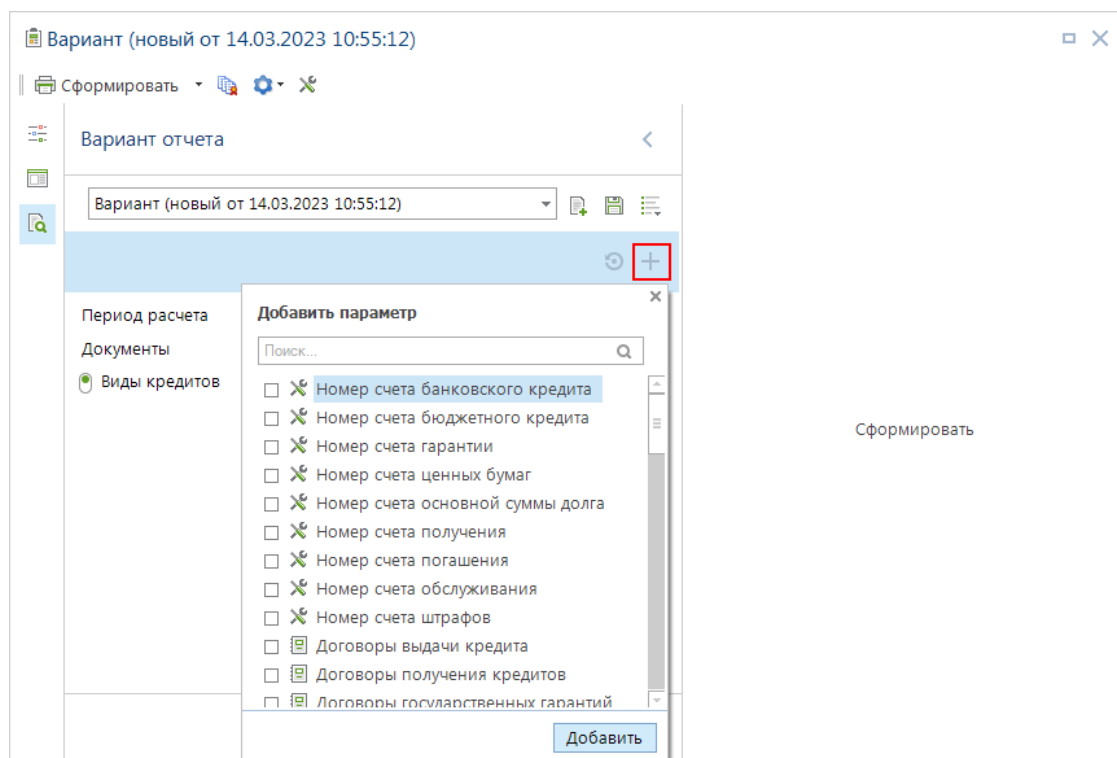 Вариант (новый от 14.03.2023 10:55:12)
Сформировать
Вариант отчета
Вариант (новый от 14.03.2023 10:55:12)
Период расчета
Документы
Виды кредитов
Добавить параметр
Поиск...
Номер счета банковского кредита
Номер счета бюджетного кредита
Номер счета гарантии
Номер счета ценных бумаг
Номер счета основной суммы долга
Номер счета получения
Номер счета погашения
Номер счета обслуживания
Номер счета штрафов
Договоры выдачи кредита
Договоры получения кредитов
Договоры государственных гарантий
Добавить
Сформировать